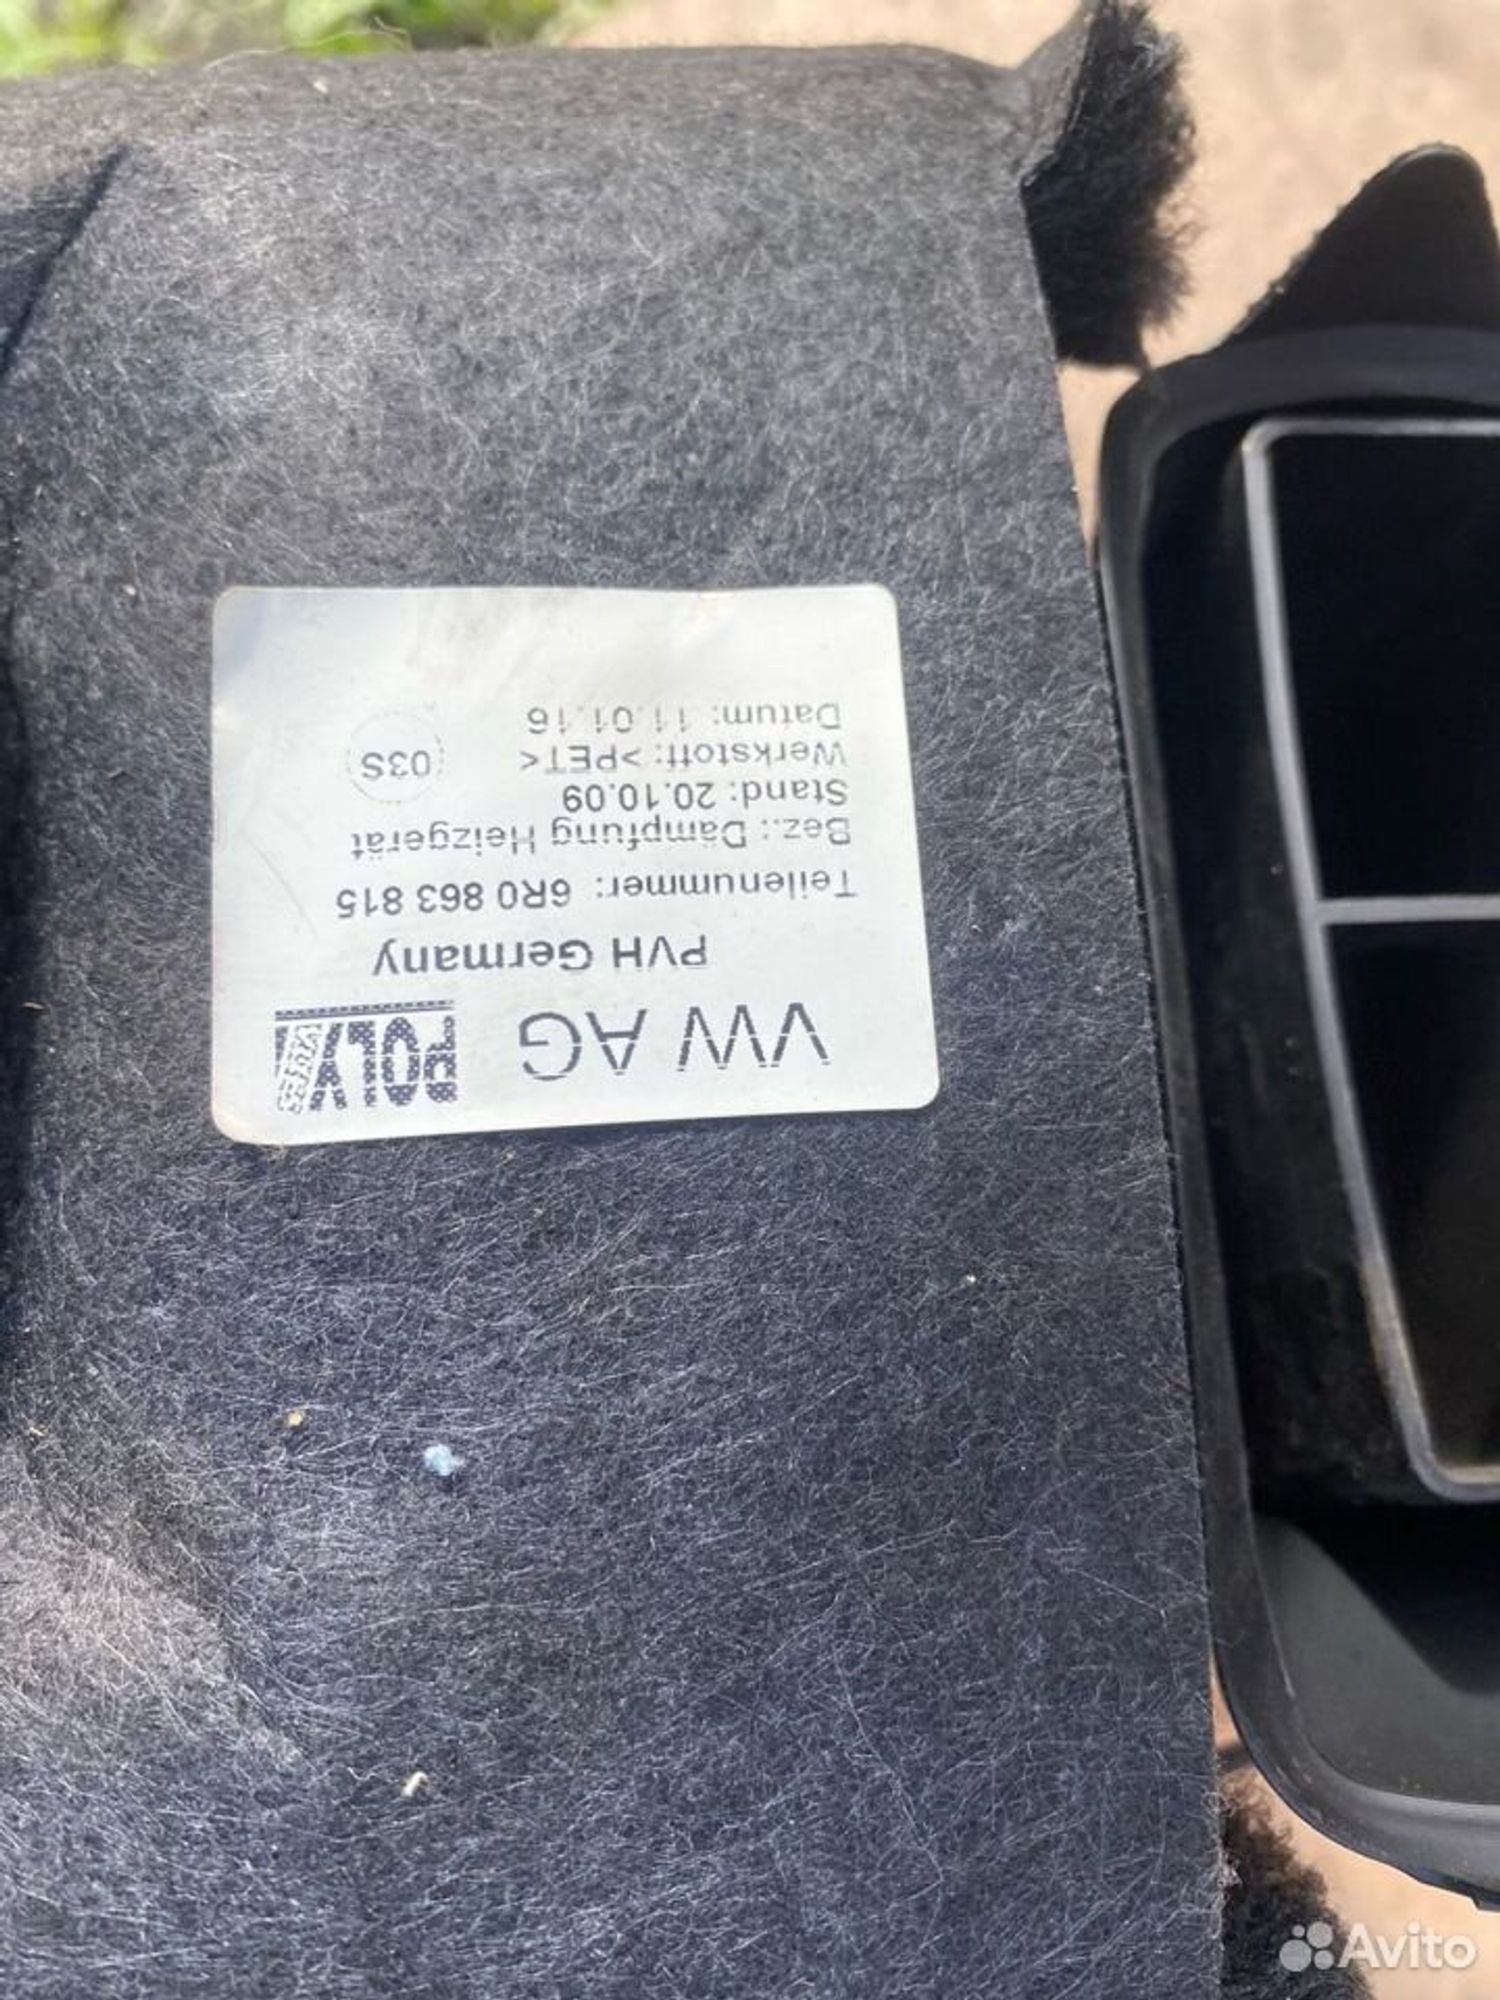 VW AG
POLY
PVH Germany
Teilenummer: 6R0 863 815
Bez.: Dämpfung Heizgerät
Stand: 20.10.09
Werkstoff: >PET<
03S
Datum: 11.01.16
Avito